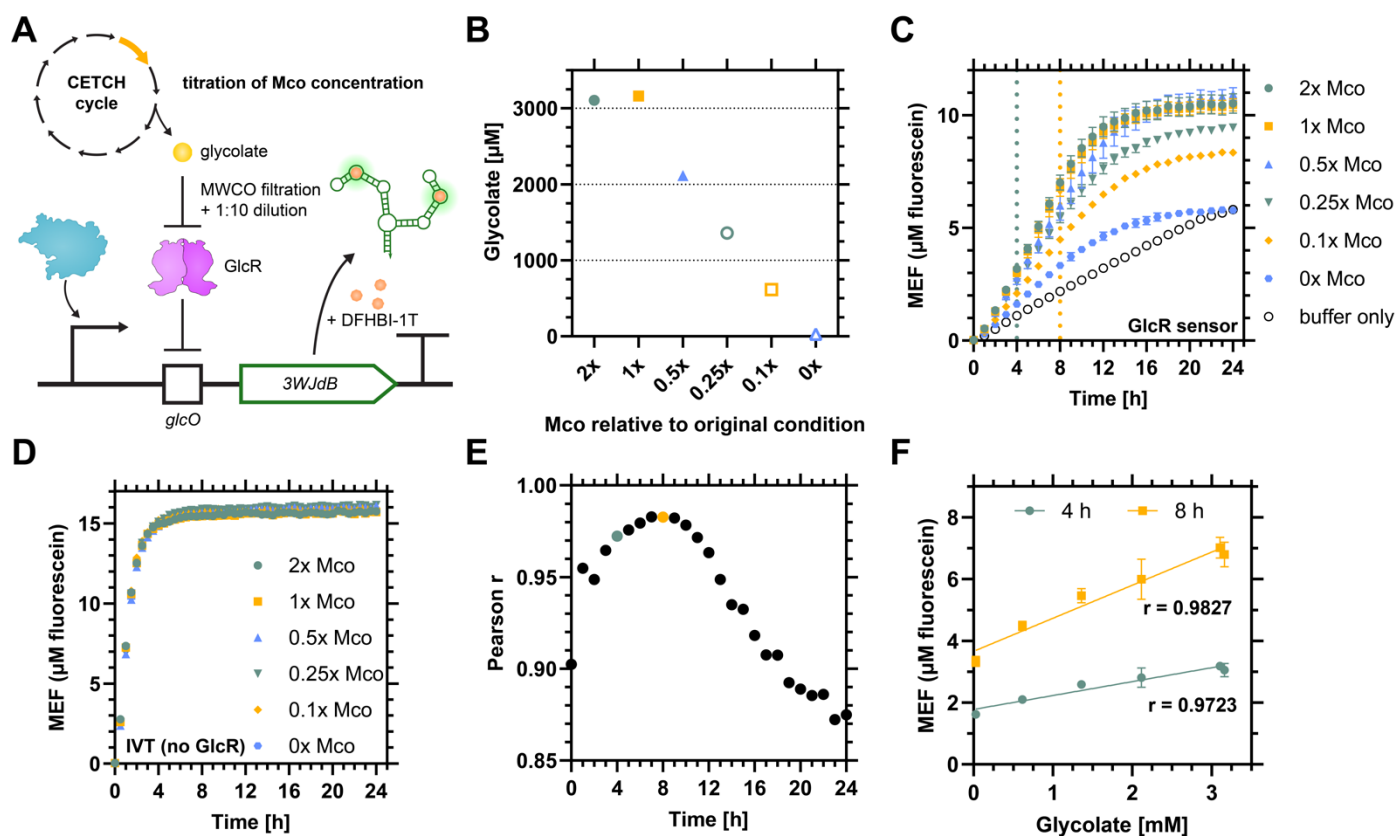 A
CETCH
cycle
titration of Mco concentration
glycolate
MWCO filtration
+ 1:10 dilution
GlcR
+ DFHBI-1T
3WJdB
glcO
B
Glycolate [µM]
3000
2000
1000
0
2x
1x
0.5x
0.25x
0.1x
0x
Mco relative to original condition
C
MEF (µM fluorescein)
10
5
0
0 4 8 12 16 20 24
Time [h]
GlcR sensor
2x Mco
1x Mco
0.5x Mco
0.25x Mco
0.1x Mco
0x Mco
buffer only
D
MEF (µM fluorescein)
15
10
5
0
0 4 8 12 16 20 24
Time [h]
2x Mco
1x Mco
0.5x Mco
0.25x Mco
0.1x Mco
0x Mco
IVT (no GlcR)
E
Pearson r
1.00
0.95
0.90
0.85
0 4 8 12 16 20 24
Time [h]
F
MEF (µM fluorescein)
8
6
4
2
0
0 1 2 3
Glycolate [mM]
4 h
8 h
r = 0.9827
r = 0.9723